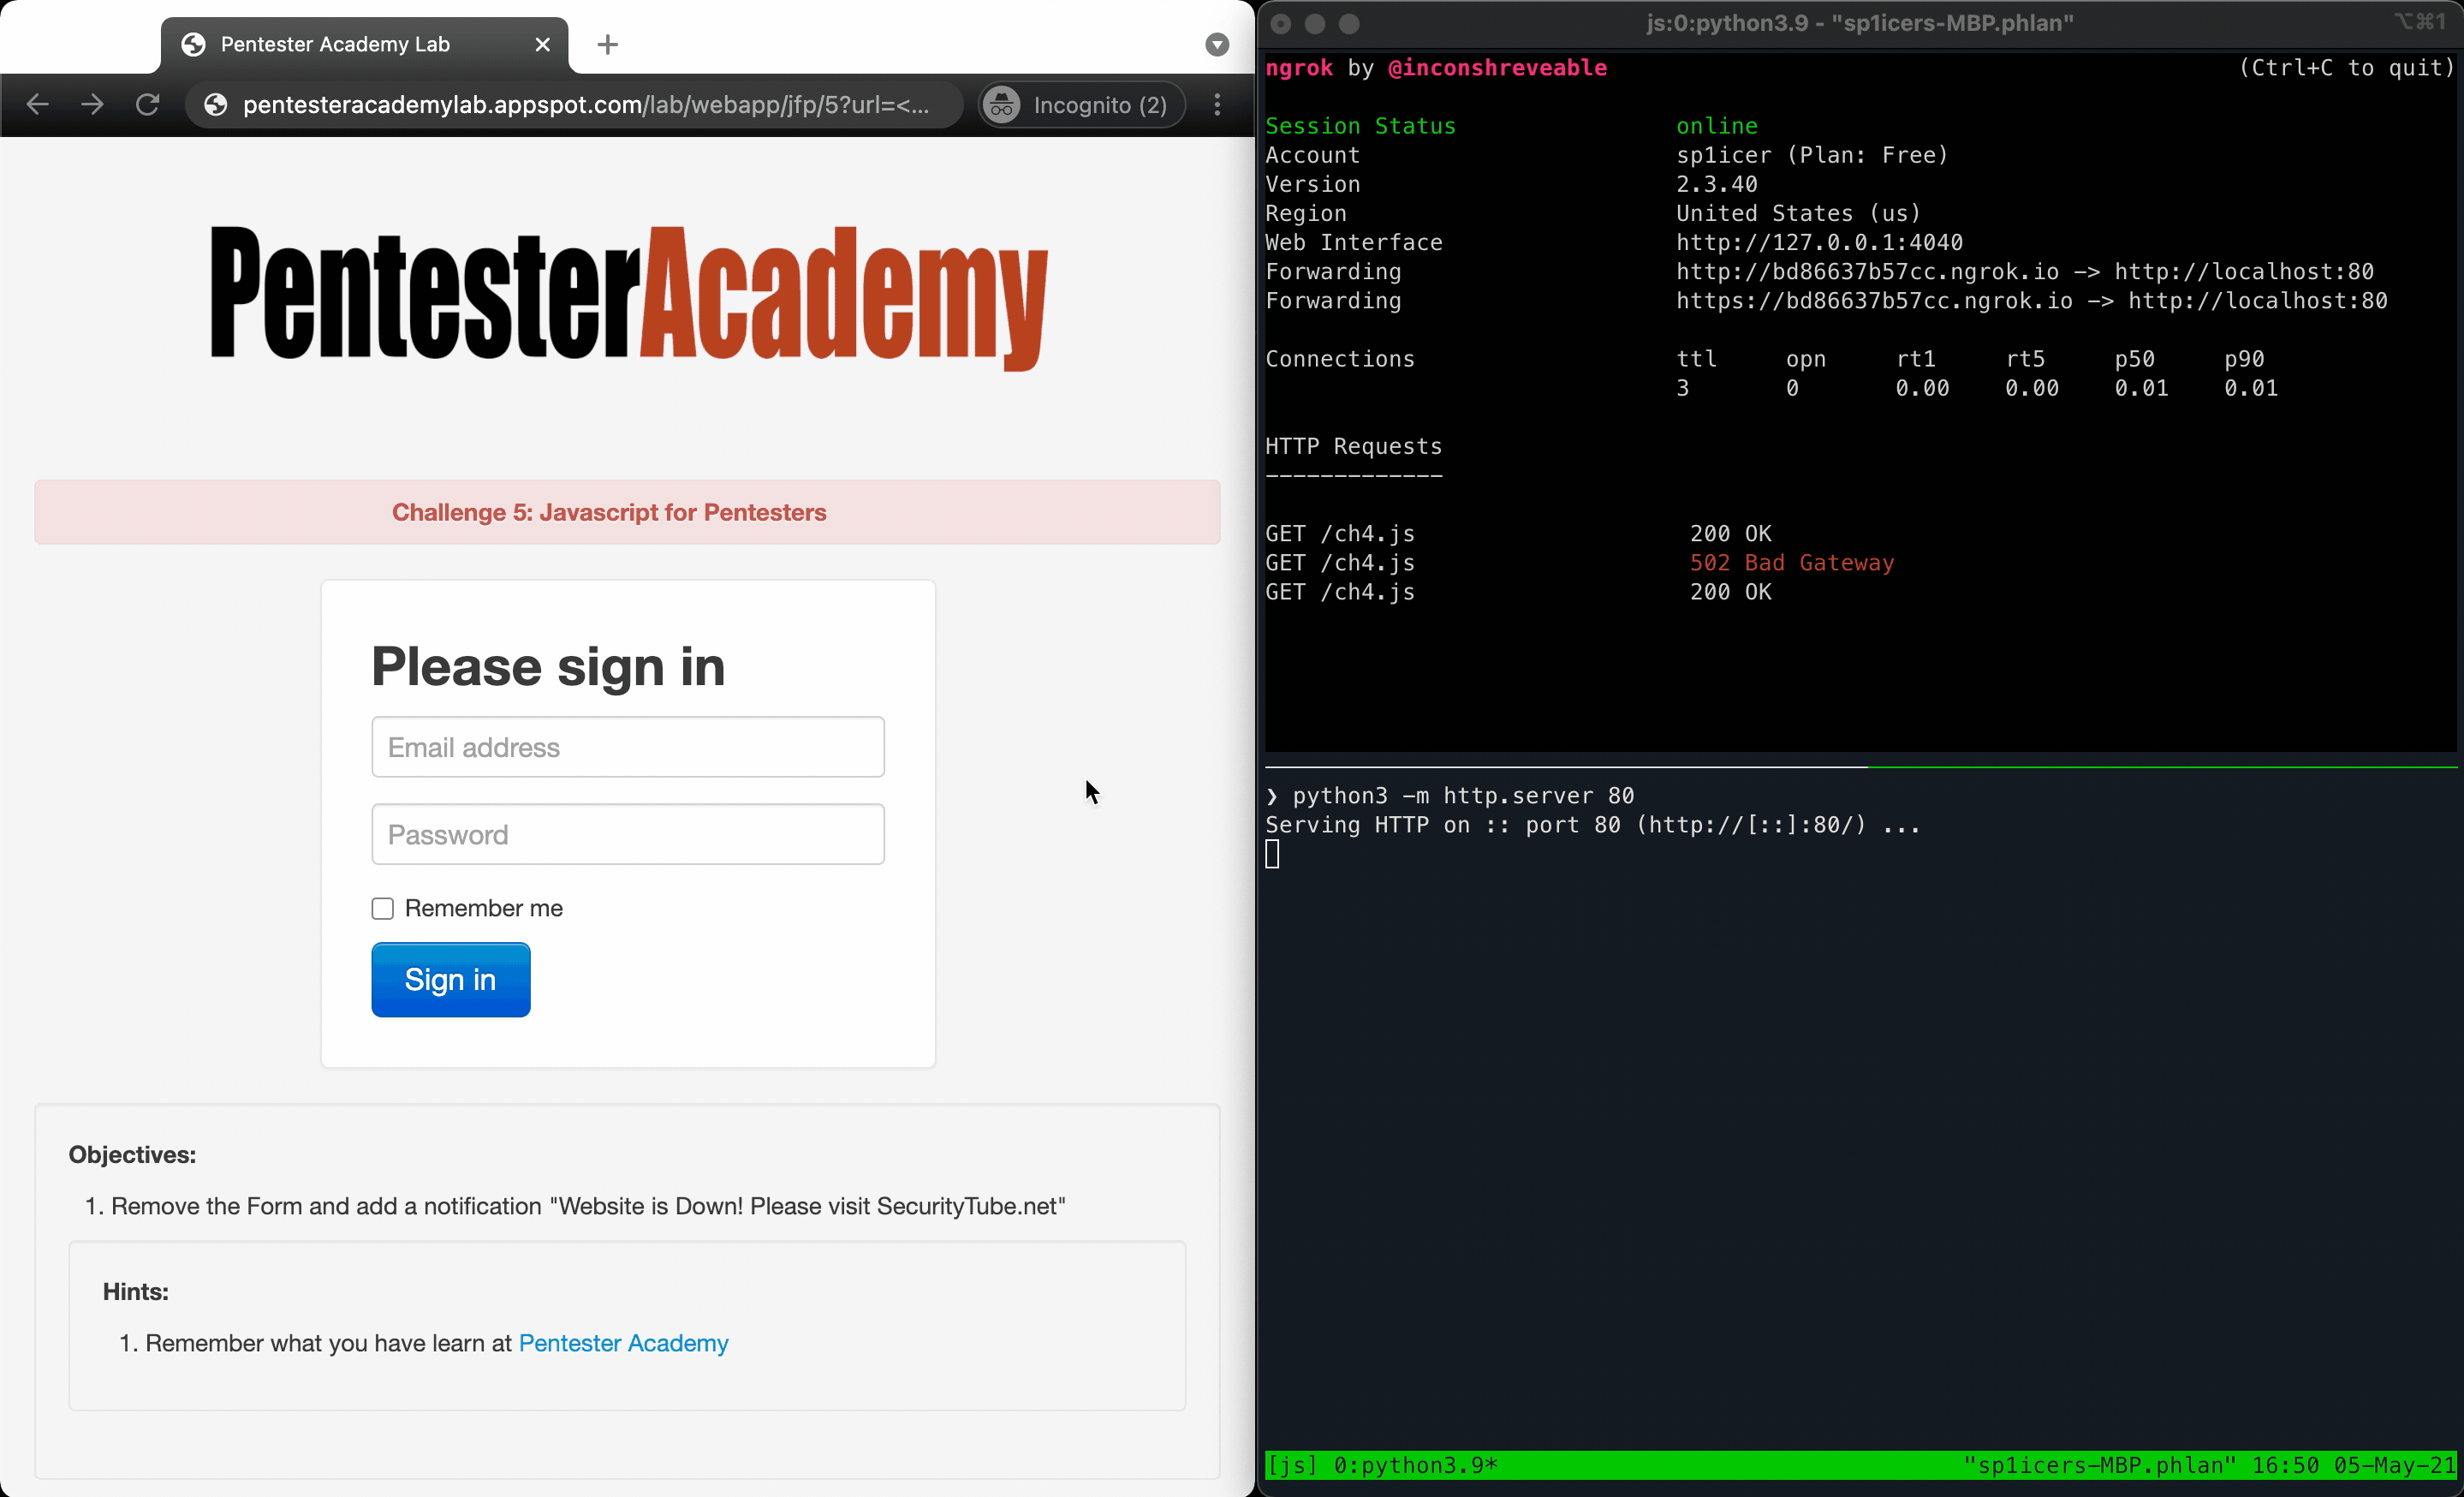 Pentester Academy Lab
pentesteracademylab.appspot.com/lab/webapp/jfp/5?url=<...
Incognito (2)
PentesterAcademy
Challenge 5: Javascript for Pentesters
Please sign in
Email address
Password
Remember me
Sign in
Objectives:
1. Remove the Form and add a notification "Website is Down! Please visit SecurityTube.net"
Hints:
1. Remember what you have learn at Pentester Academy
js:0:python3.9 - "sp1icers-MBP.phlan"
⌥⌘1
ngrok by @inconshreveable (Ctrl+C to quit)
Session Status online
Account sp1icer (Plan: Free)
Version 2.3.40
Region United States (us)
Web Interface http://127.0.0.1:4040
Forwarding http://bd86637b57cc.ngrok.io -> http://localhost:80
Forwarding https://bd86637b57cc.ngrok.io -> http://localhost:80
Connections ttl opn rt1 rt5 p50 p90
3 0 0.00 0.00 0.01 0.01
HTTP Requests
-------------
GET /ch4.js 200 OK
GET /ch4.js 502 Bad Gateway
GET /ch4.js 200 OK
❯ python3 -m http.server 80
Serving HTTP on :: port 80 (http://[::]:80/) ...
[js] 0:python3.9* "sp1icers-MBP.phlan" 16:50 05-May-21